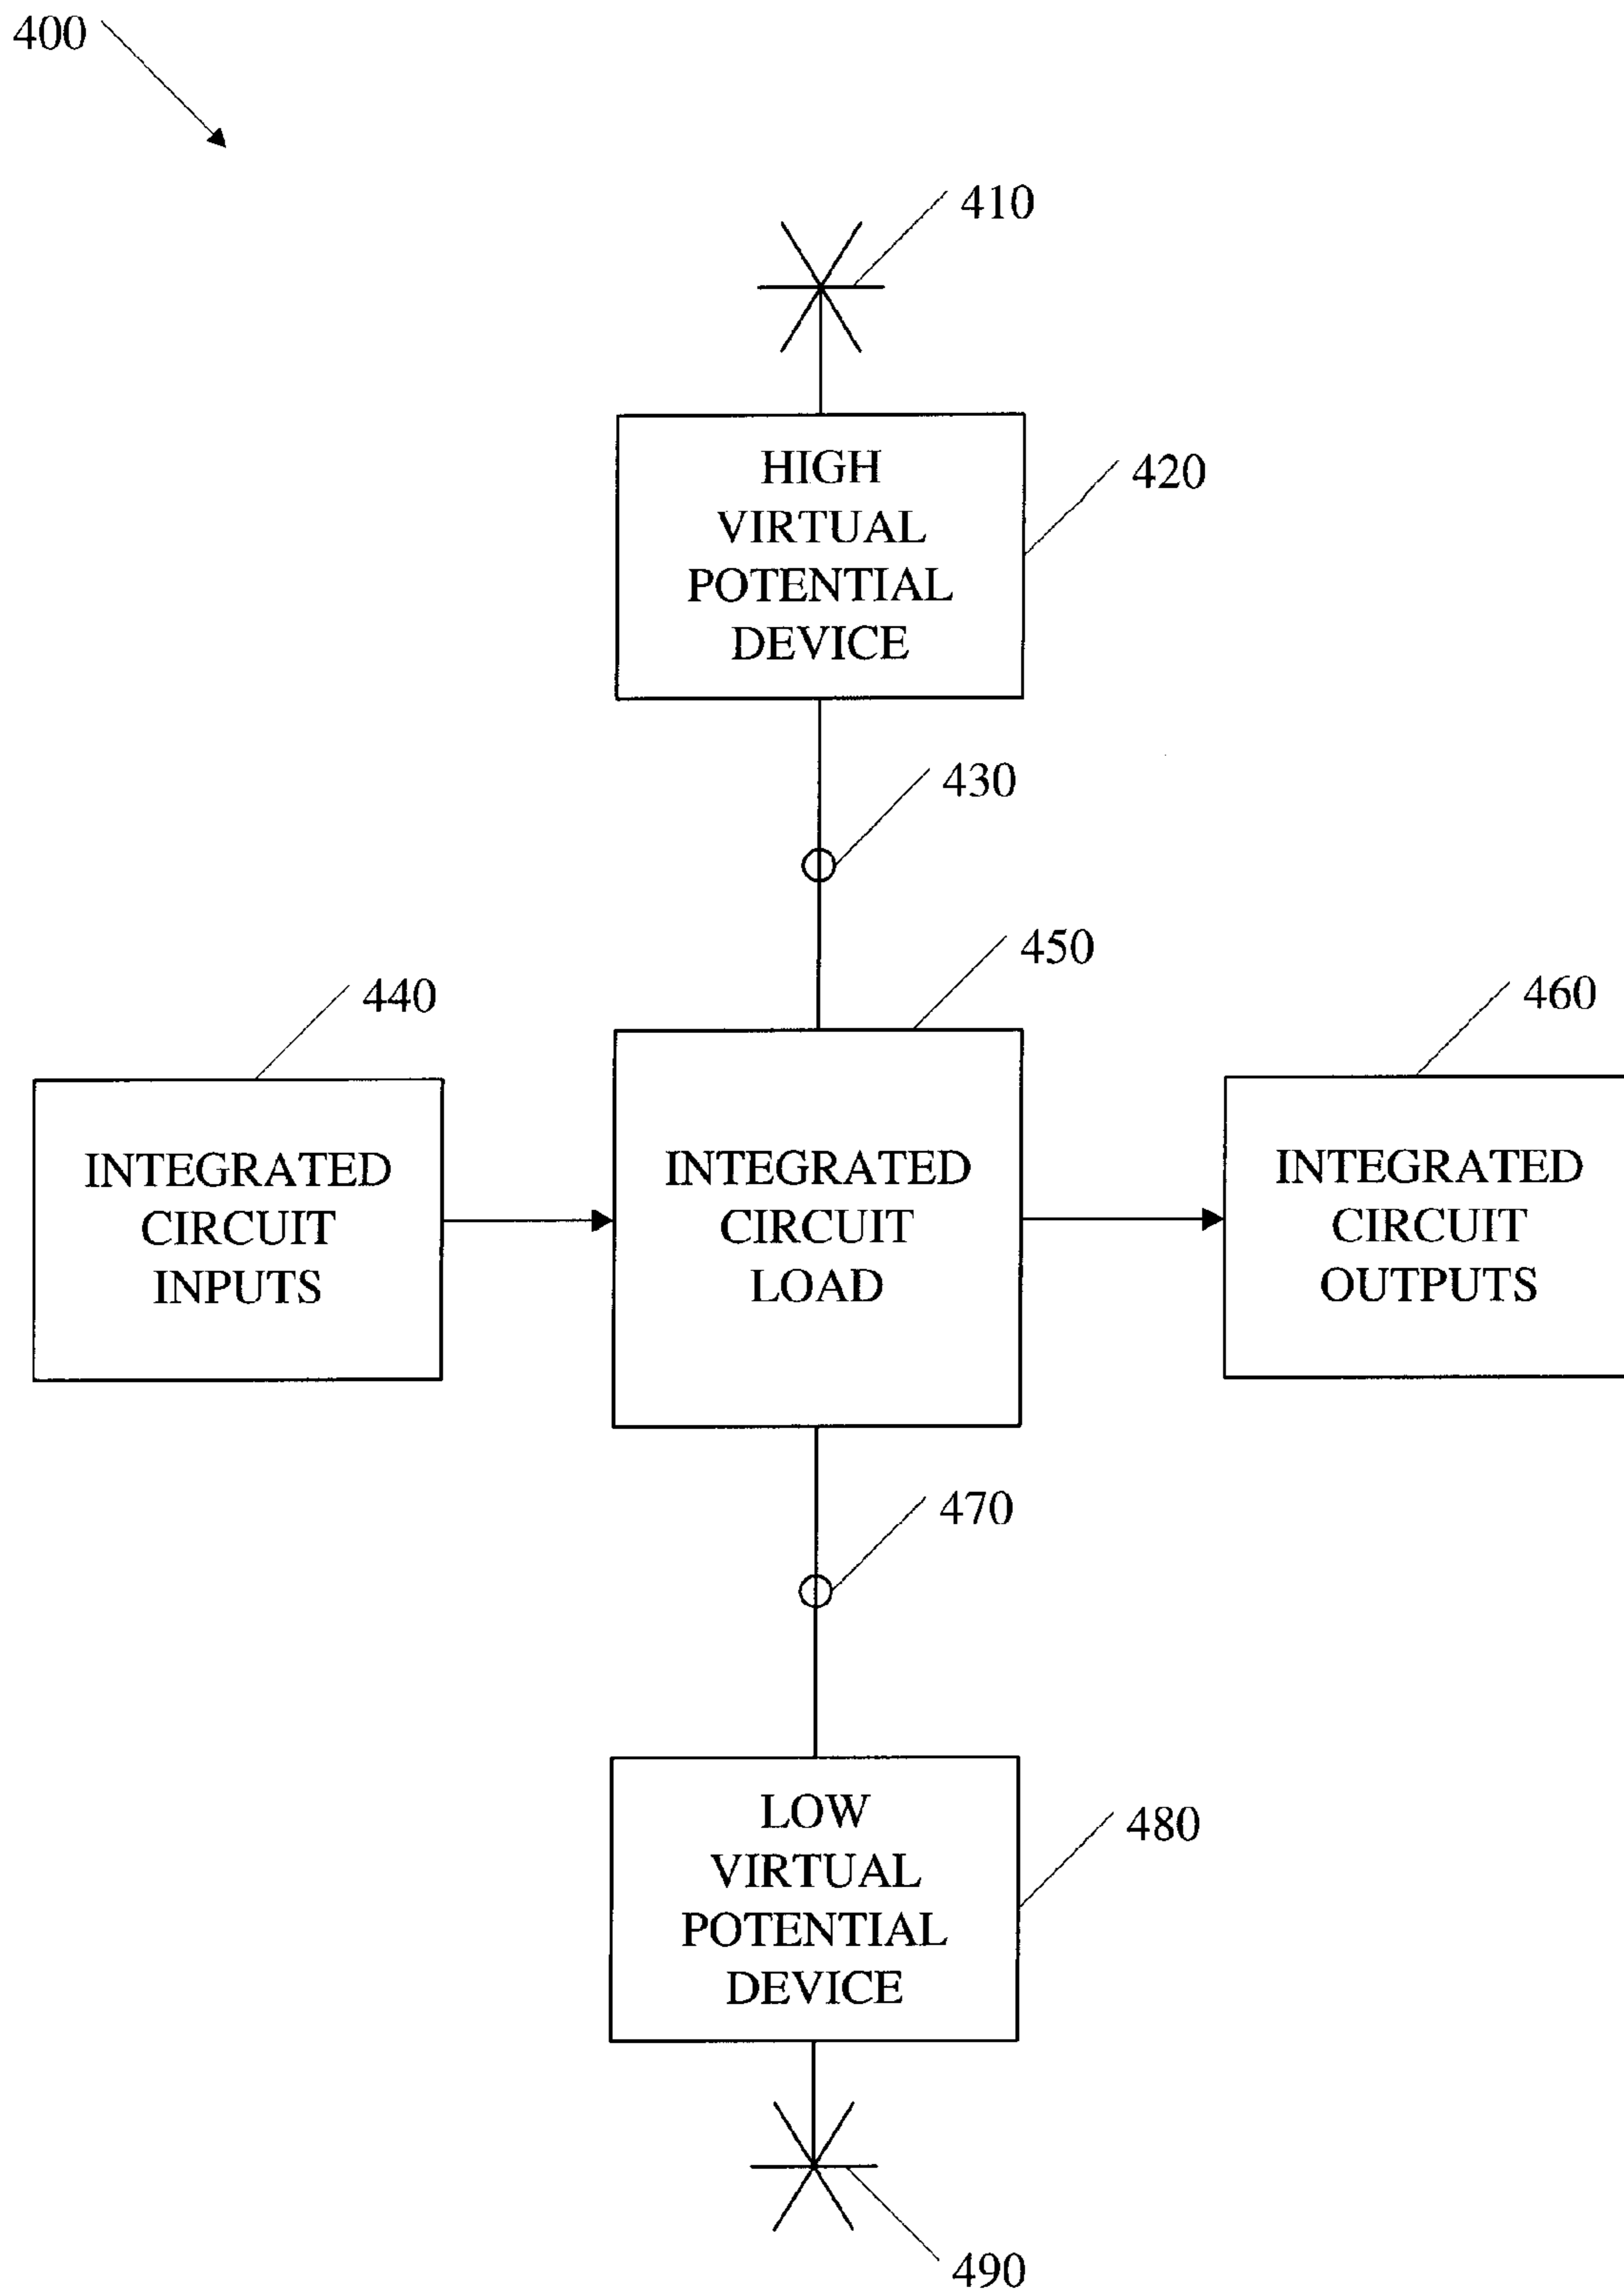 400
410
HIGH
VIRTUAL
POTENTIAL
DEVICE
420
430
450
440
460
INTEGRATED
CIRCUIT
INPUTS
INTEGRATED
CIRCUIT
LOAD
INTEGRATED
CIRCUIT
OUTPUTS
470
LOW
VIRTUAL
POTENTIAL
DEVICE
480
490